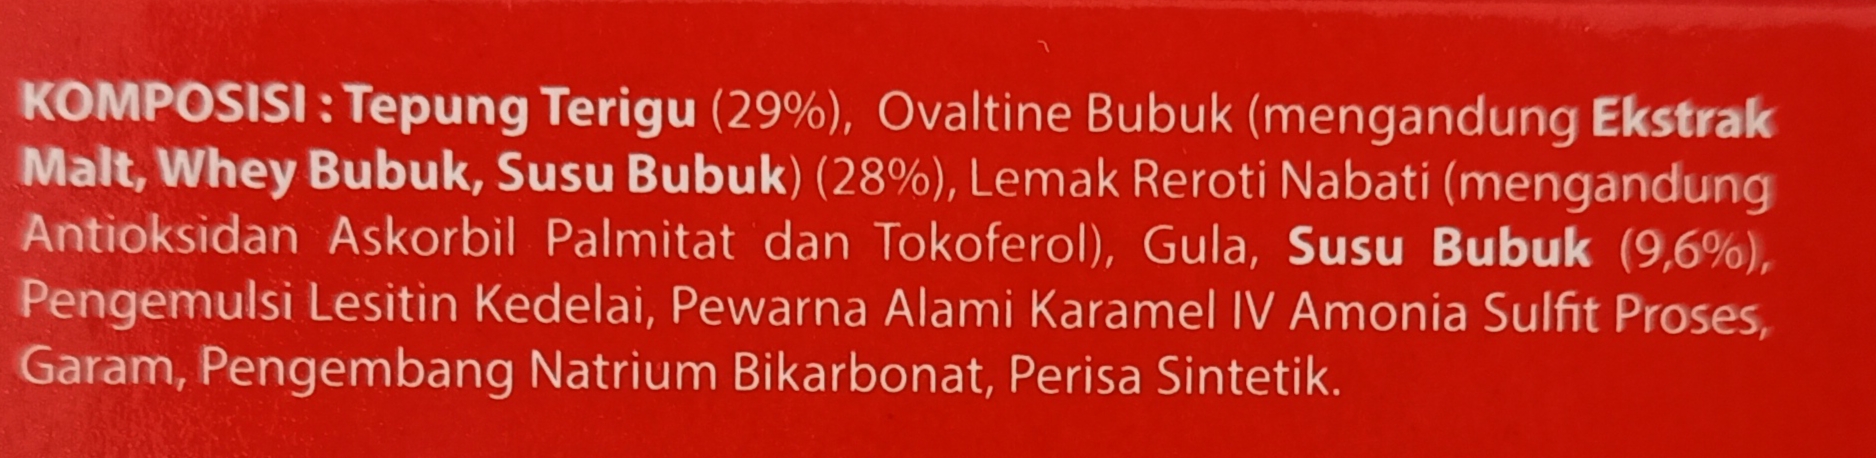 KOMPOSISI : Tepung Terigu (29%), Ovaltine Bubuk (mengandung Ekstrak
Malt, Whey Bubuk, Susu Bubuk) (28%), Lemak Reroti Nabati (mengandung
Antioksidan Askorbil Palmitat dan Tokoferol), Gula, Susu Bubuk (9,6%),
Pengemulsi Lesitin Kedelai, Pewarna Alami Karamel IV Amonia Sulfit Proses,
Garam, Pengembang Natrium Bikarbonat, Perisa Sintetik.